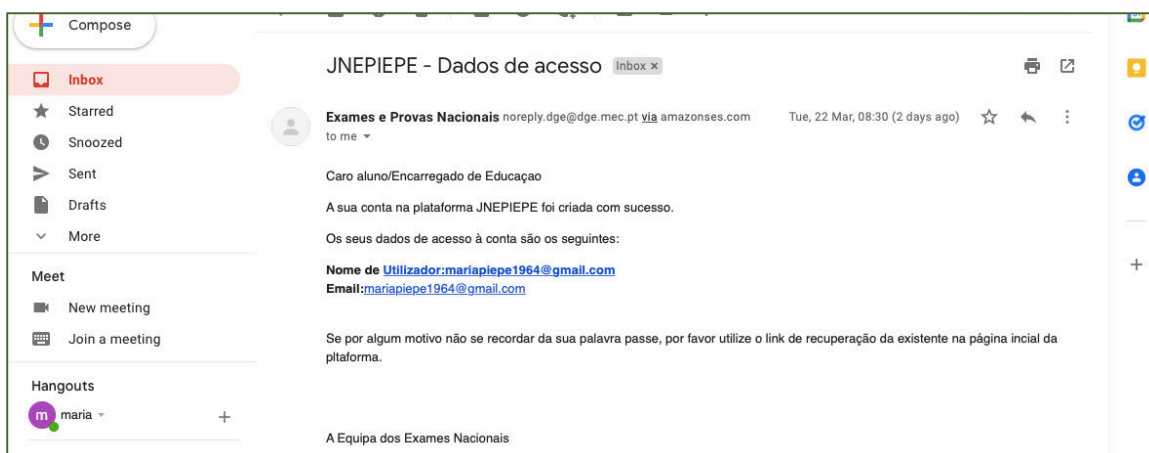 Compose
Inbox
Starred
Snoozed
Sent
Drafts
More
Meet
New meeting
Join a meeting
Hangouts
m maria
JNEPIEPE - Dados de acesso Inbox ×
Exames e Provas Nacionais noreply.dge@dge.mec.pt via amazonses.com Tue, 22 Mar, 08:30 (2 days ago)
to me
Caro aluno/Encarregado de Educaçao
A sua conta na plataforma JNEPIEPE foi criada com sucesso.
Os seus dados de acesso à conta são os seguintes:
Nome de Utilizador:mariapiepe1964@gmail.com
Email:mariapiepe1964@gmail.com
Se por algum motivo não se recordar da sua palavra passe, por favor utilize o link de recuperação da existente na página incial da
pltaforma.
A Equipa dos Exames Nacionais